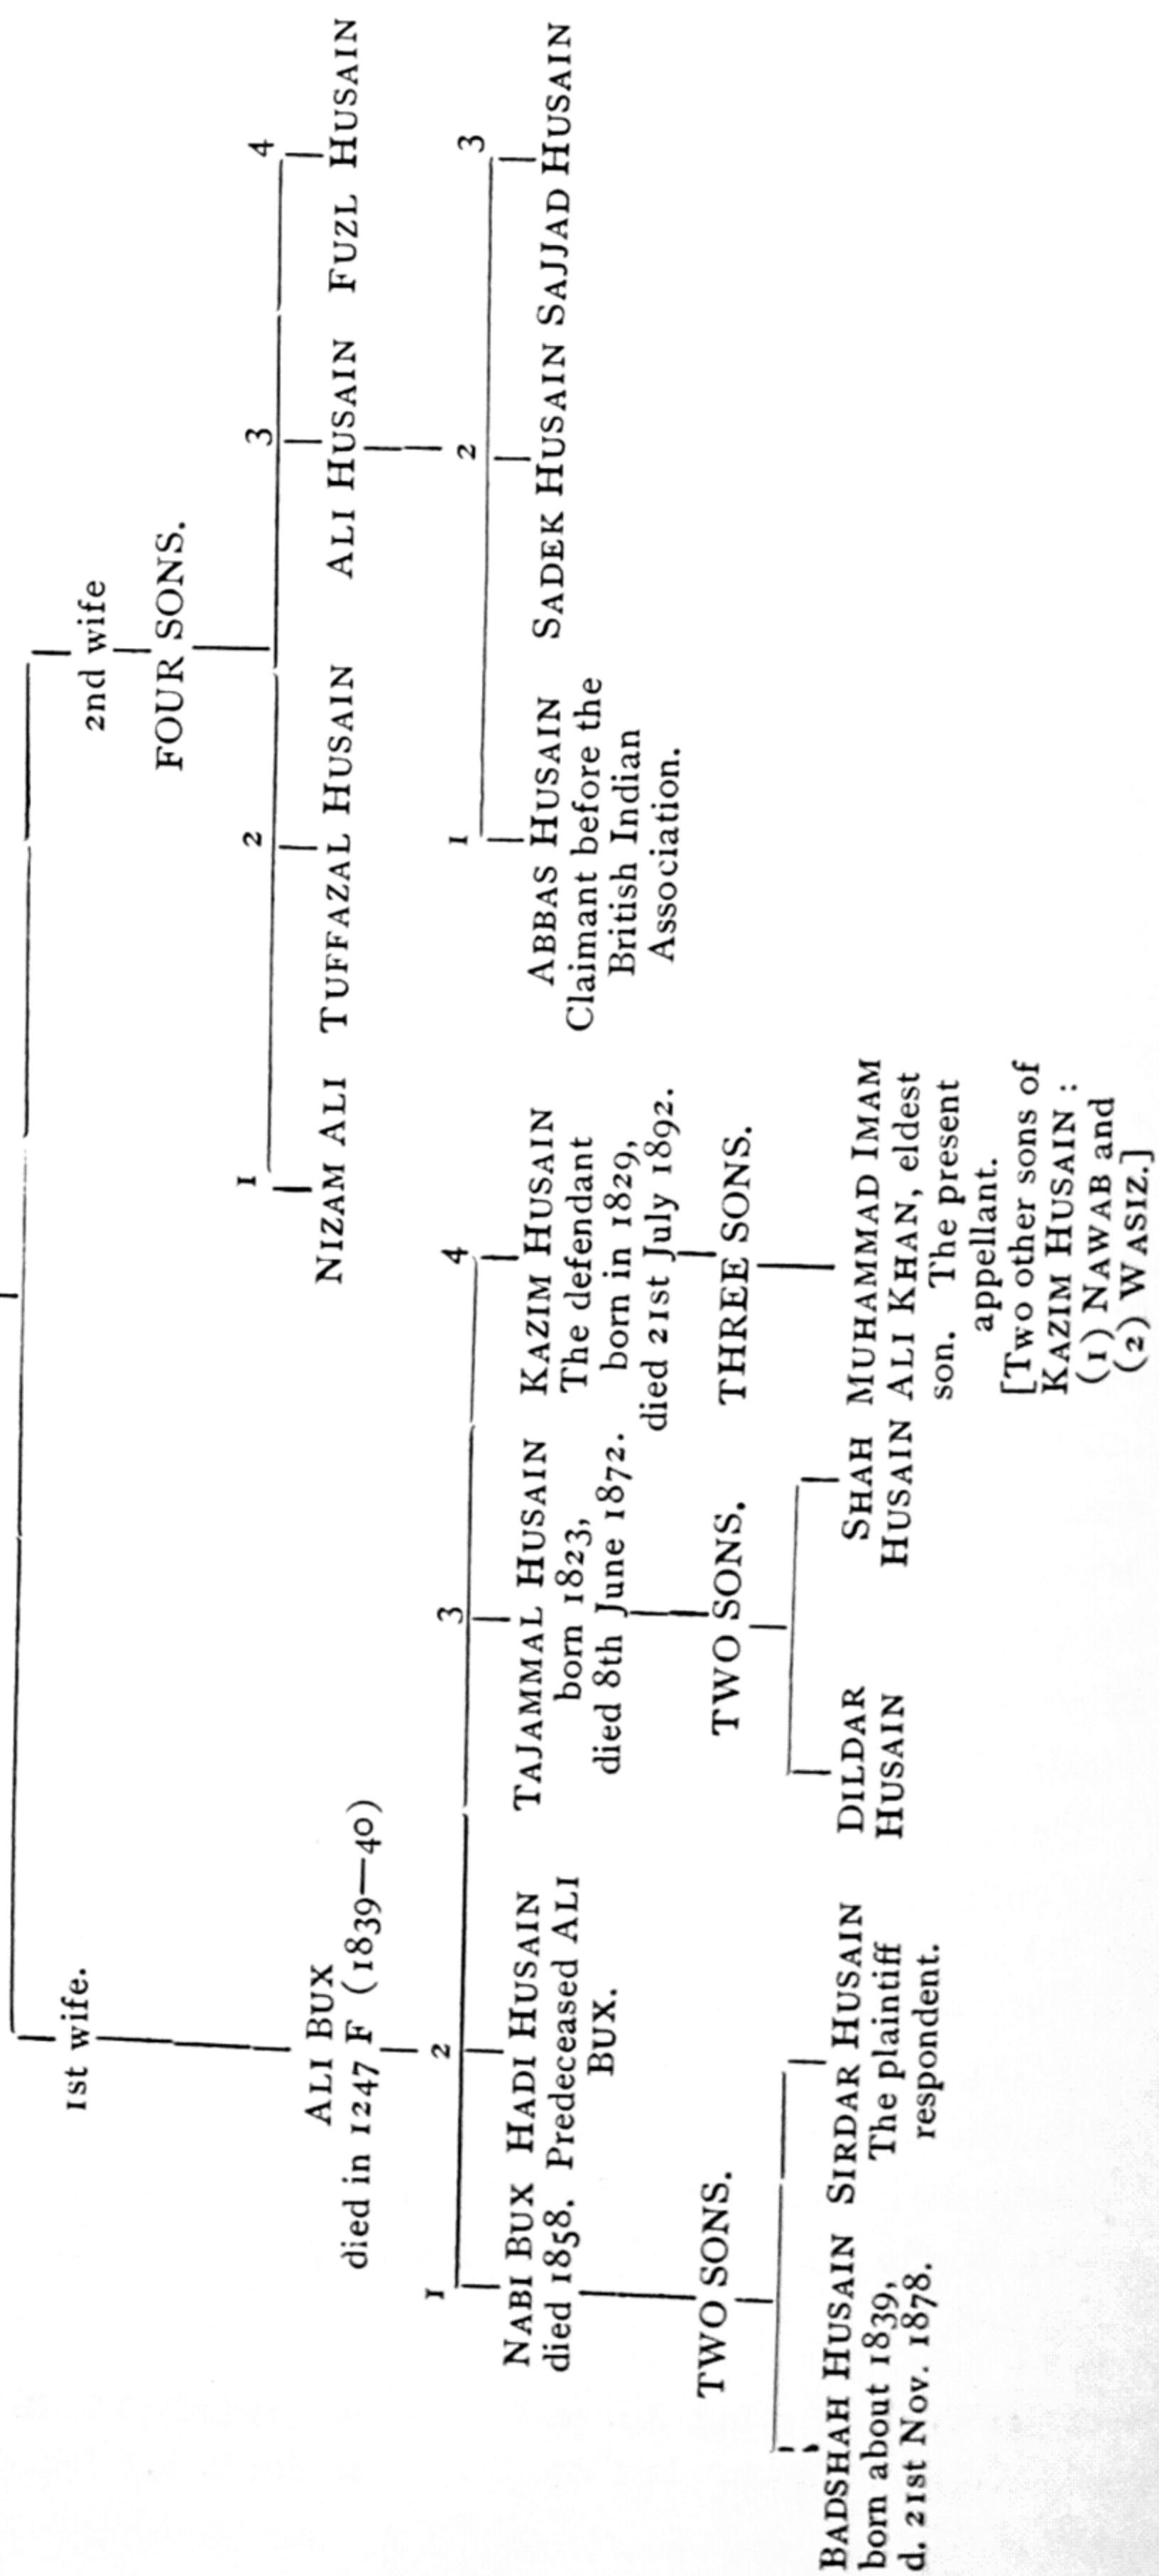 1st wife.
2nd wife
FOUR SONS.
ALI BUX
died in 1247 F (1839—40)
1
2
3
4
NIZAM ALI
TUFFAZAL HUSAIN
ALI HUSAIN
FUZL HUSAIN
1
2
3
4
NABI BUX
died 1858.
HADI HUSAIN
Predeceased ALI
BUX.
TAJAMMAL HUSAIN
born 1823,
died 8th June 1872.
KAZIM HUSAIN
The defendant
born in 1829,
died 21st July 1892.
1
2
3
ABBAS HUSAIN
Claimant before the
British Indian
Association.
SADEK HUSAIN
SAJJAD HUSAIN
TWO SONS.
TWO SONS.
THREE SONS.
BADSHAH HUSAIN
born about 1839,
d. 21st Nov. 1878.
SIRDAR HUSAIN
The plaintiff
respondent.
DILDAR
HUSAIN
SHAH
HUSAIN
MUHAMMAD IMAM
ALI KHAN, eldest
son. The present
appellant.
[Two other sons of
KAZIM HUSAIN :
(1) NAWAB and
(2) WASIZ.]